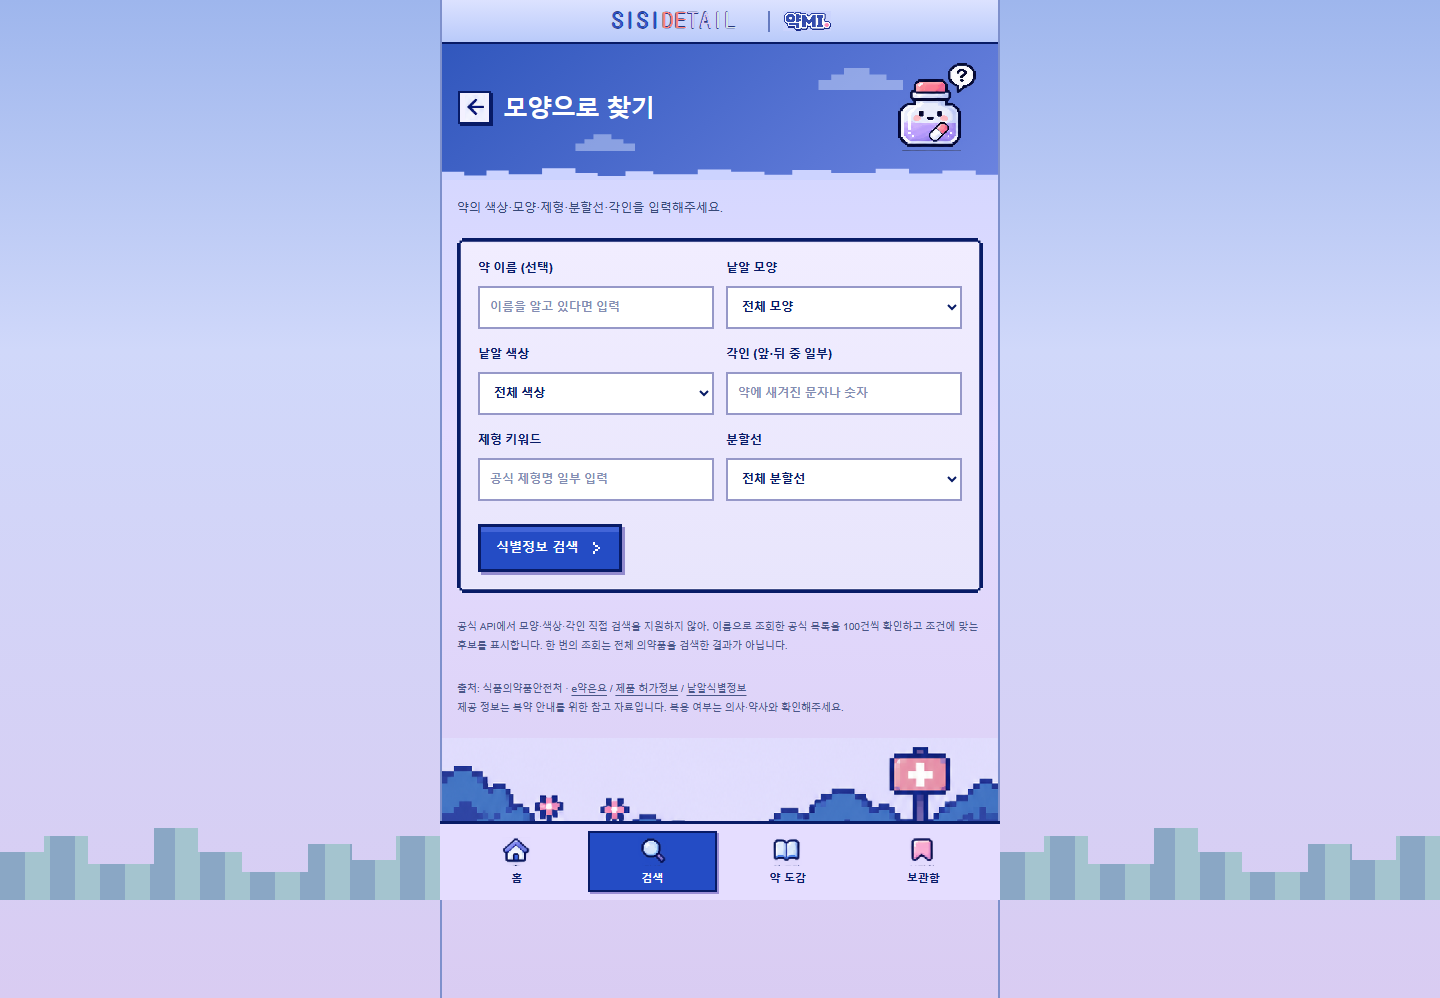 SISIDETAIL | 약MI.
?
모양으로 찾기
약의 색상·모양·제형·분할선·각인을 입력해주세요.
약 이름 (선택)
낱알 모양
이름을 알고 있다면 입력
전체 모양
낱알 색상
각인 (앞·뒤 중 일부)
전체 색상
약에 새겨진 문자나 숫자
제형 키워드
분할선
공식 제형명 일부 입력
전체 분할선
식별정보 검색
공식 API에서 모양·색상·각인 직접 검색을 지원하지 않아, 이름으로 조회한 공식 목록을 100건씩 확인하고 조건에 맞는
후보를 표시합니다. 한 번의 조회는 전체 의약품을 검색한 결과가 아닙니다.
출처: 식품의약품안전처 · e약은요 / 제품 허가정보 / 낱알식별정보
제공 정보는 복약 안내를 위한 참고 자료입니다. 복용 여부는 의사·약사와 확인해주세요.
홈
검색
약 도감
보관함